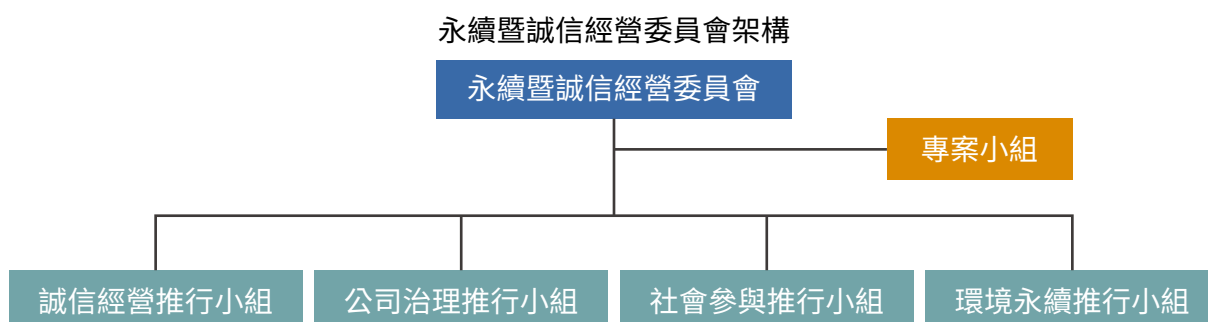 永續暨誠信經營委員會架構
永續暨誠信經營委員會
專案小組
誠信經營推行小組
公司治理推行小組
社會參與推行小組
環境永續推行小組